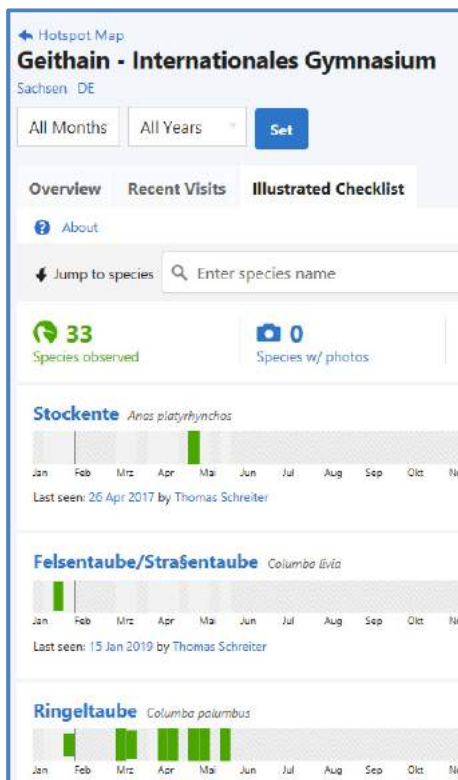 Hotspot Map
Geithain - Internationales Gymnasium
Sachsen DE
All Months All Years Set
Overview Recent Visits Illustrated Checklist
? About
Jump to species Enter species name
33 0
Species observed Species w/ photos
Stockente Anas platyrhynchos
Jan Feb Mrz Apr Mai Jun Jul Aug Sep Okt
Last seen: 26 Apr 2017 by Thomas Schreiter
Felsentaube/Straßentaube Columba livia
Jan Feb Mrz Apr Mai Jun Jul Aug Sep Okt
Last seen: 15 Jan 2019 by Thomas Schreiter
Ringeltaube Columba palumbus
Jan Feb Mrz Apr Mai Jun Jul Aug Sep Okt